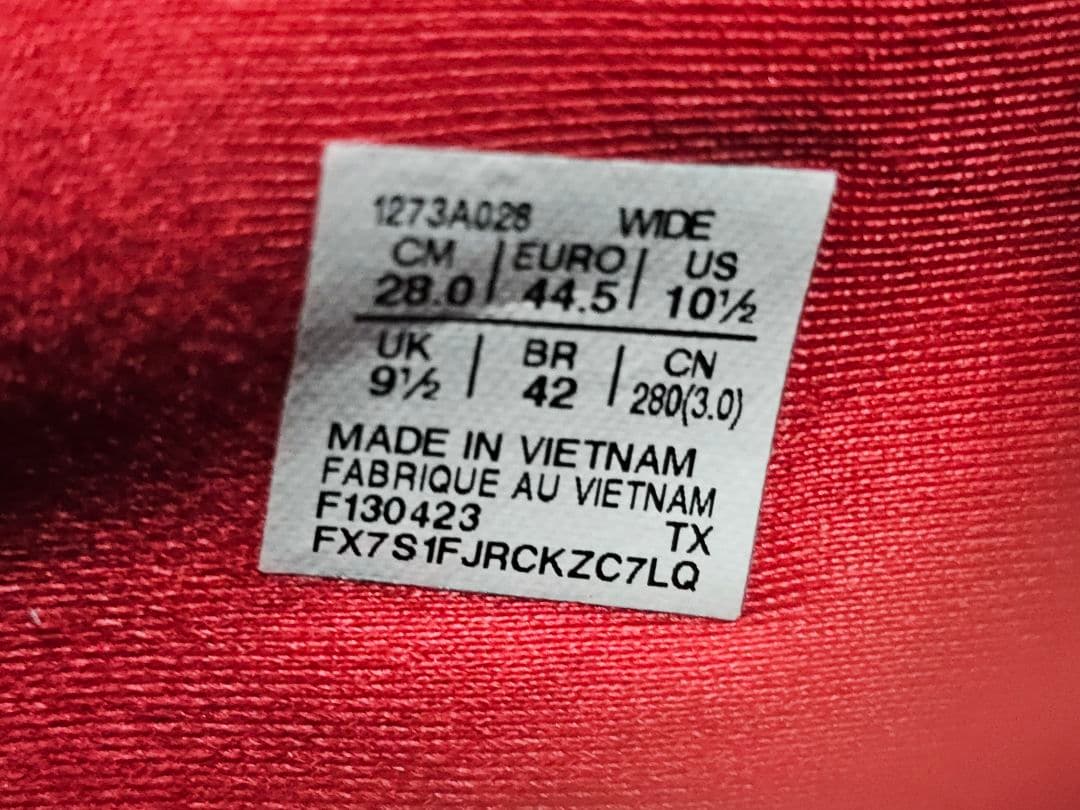 1273A028 WIDE
CM | EURO | US
28.0 | 44.5 | 10½
UK | BR | CN
9½ | 42 | 280(3.0)
MADE IN VIETNAM
FABRIQUE AU VIETNAM
F130423 TX
FX7S1FJRCKZC7LQ